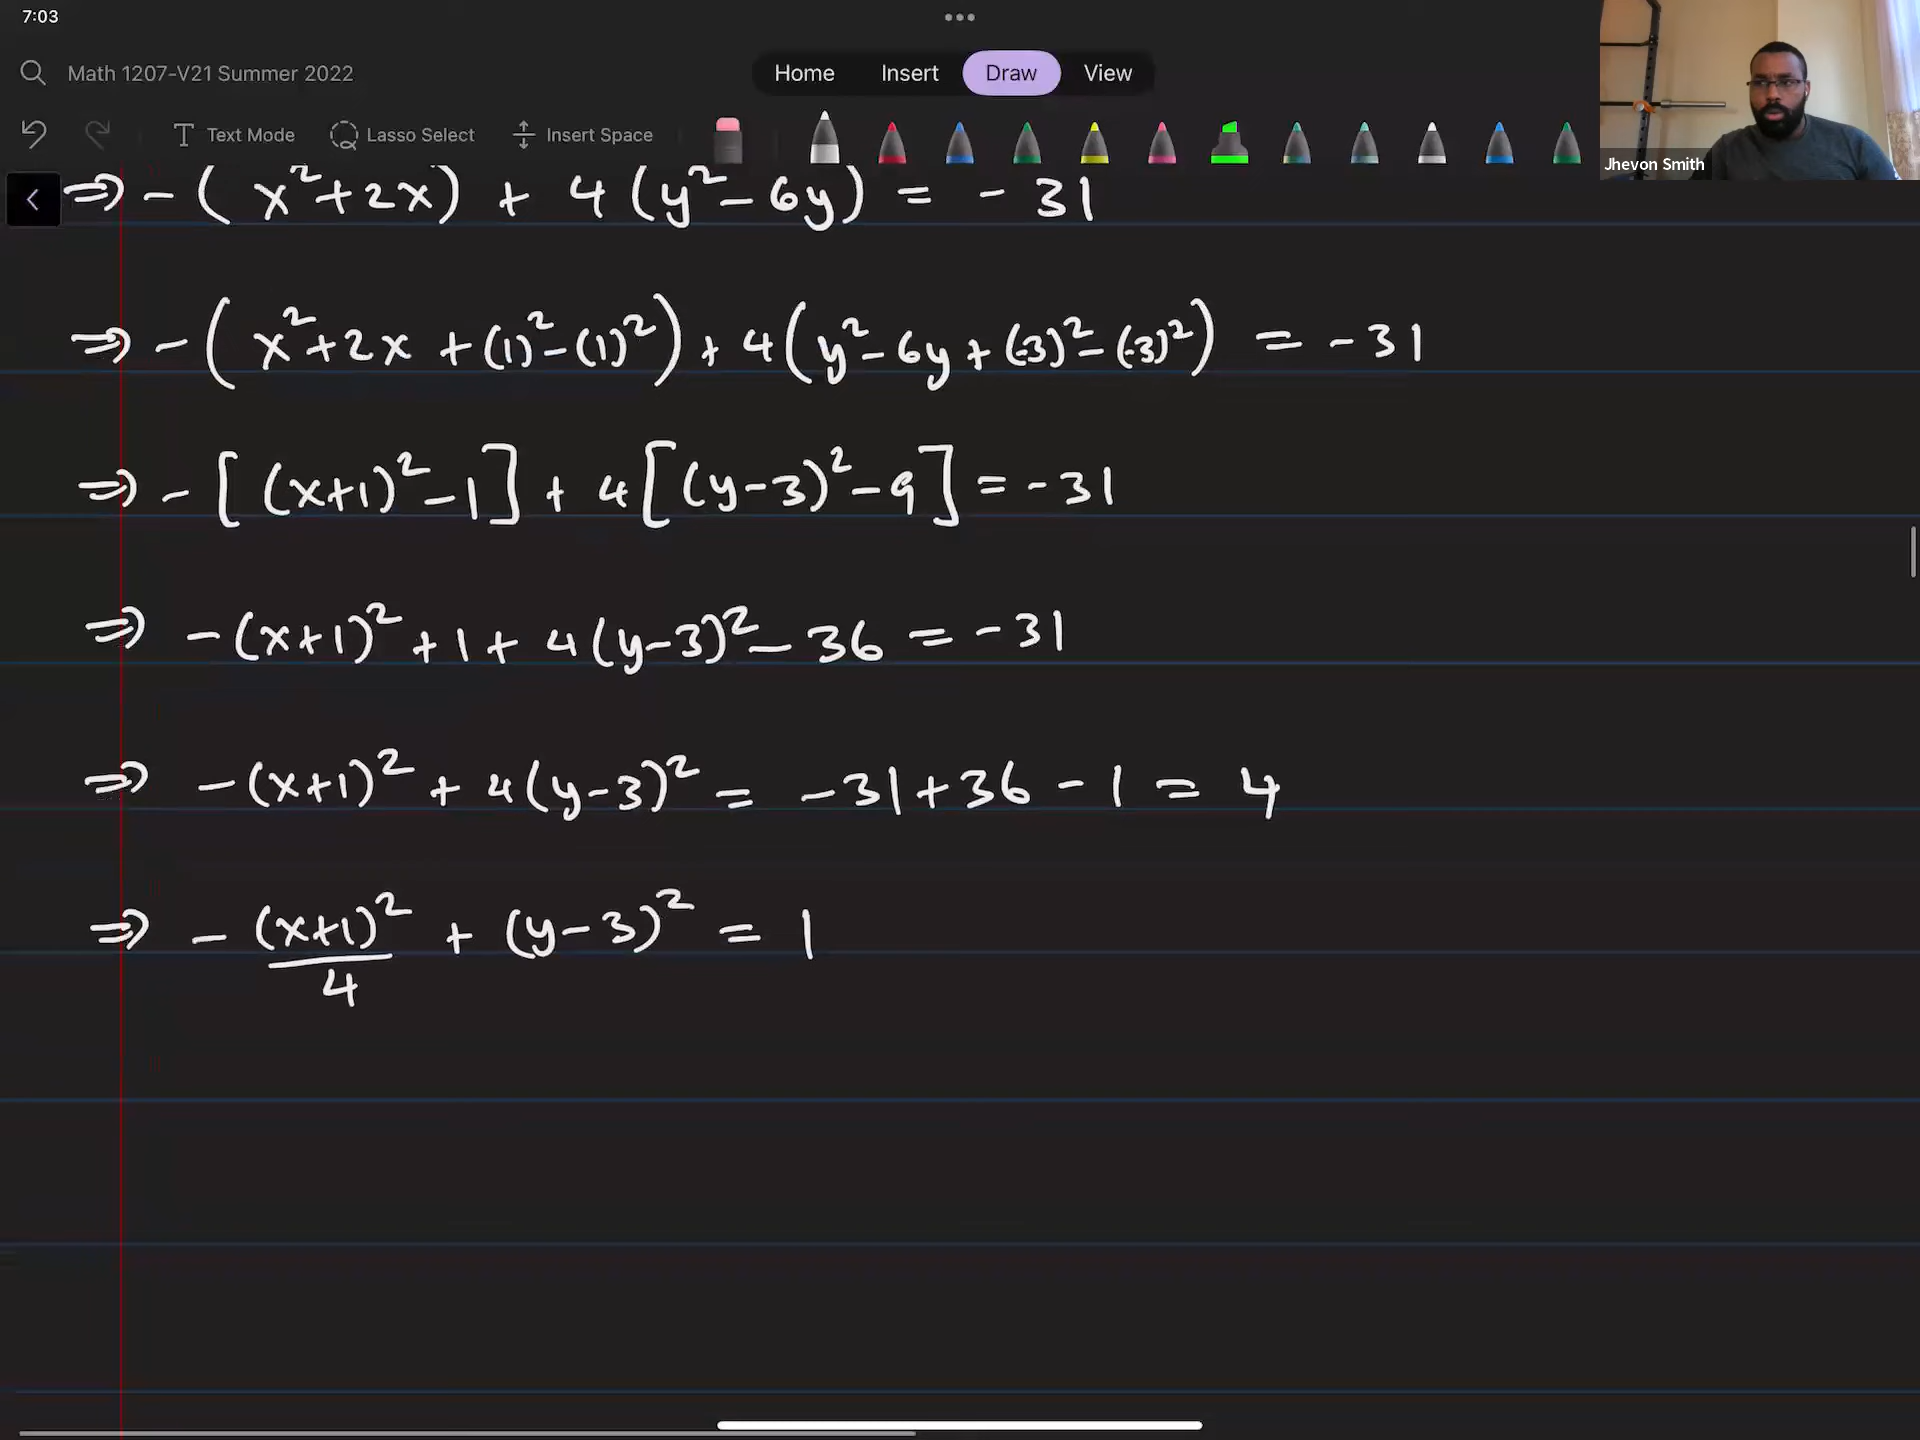 7:03
Math 1207-V21 Summer 2022
Home Insert Draw View
Text Mode Lasso Select Insert Space
Jhevon Smith
⇒ -(x²+2x) + 4(y²-6y) = -31
⇒ -(x²+2x+(1)²-(1)²) + 4(y²-6y+(-3)²-(-3)²) = -31
⇒ -[(x+1)²-1] + 4[(y-3)²-9] = -31
⇒ -(x+1)²+1+4(y-3)²-36 = -31
⇒ -(x+1)² + 4(y-3)² = -31+36-1 = 4
⇒ -(x+1)²/4 + (y-3)² = 1